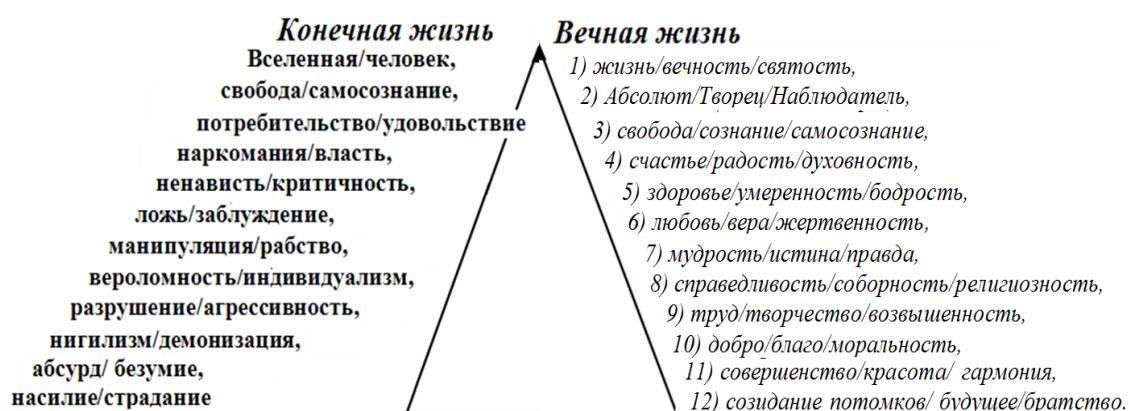 Конечная жизнь
Вселенная/человек,
свобода/самосознание,
потребительство/удовольствие
наркомания/власть,
ненависть/критичность,
ложь/заблуждение,
манипуляция/рабство,
вероломность/индивидуализм,
разрушение/агрессивность,
нигилизм/демонизация,
абсурд/ безумие,
насилие/страдание
Вечная жизнь
1) жизнь/вечность/святость,
2) Абсолют/Творец/Наблюдатель,
3) свобода/сознание/самосознание,
4) счастье/радость/духовность,
5) здоровье/умеренность/бодрость,
6) любовь/вера/жертвенность,
7) мудрость/истина/правда,
8) справедливость/соборность/религиозность,
9) труд/творчество/возвышенность,
10) добро/благо/моральность,
11) совершенство/красота/ гармония,
12) созидание потомков/ будущее/братство.